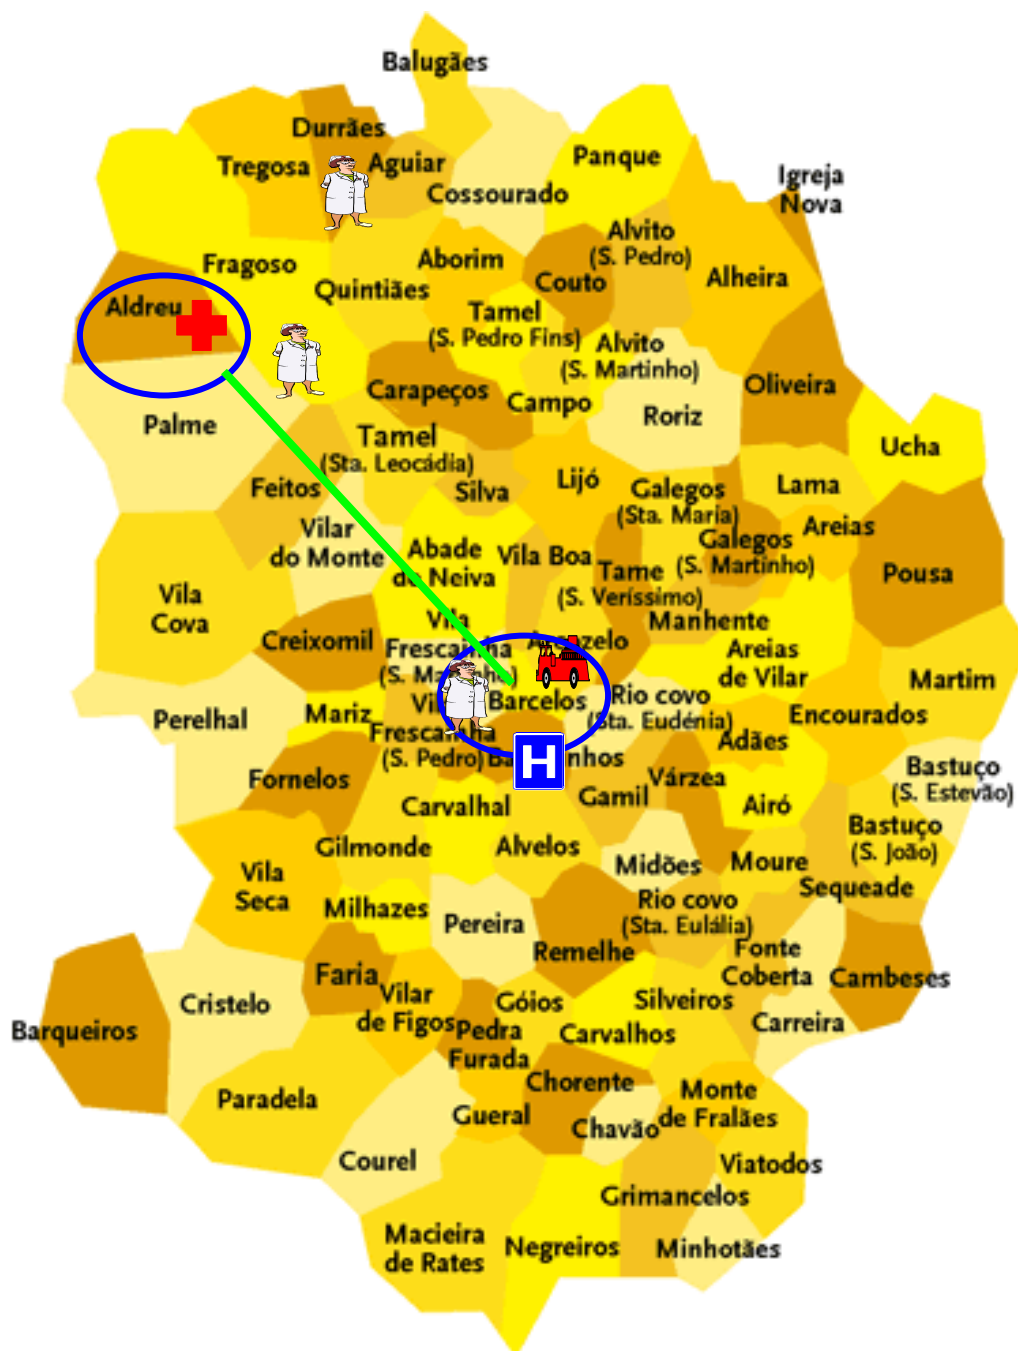 Balugães
Durrães
Tregosa
Aguiar
Cossourado
Panque
Igreja
Nova
Alvito
(S. Pedro)
Fragoso
Aborim
Couto
Alheira
Quintiães
Aldreu
Tamel
(S. Pedro Fins)
Alvito
(S. Martinho)
Carapeços
Campo
Oliveira
Roriz
Palme
Tamel
(Sta. Leocádia)
Ucha
Feitos
Silva
Lijó
Galegos
(Sta. Maria)
Lama
Vilar
do Monte
Abade
de Neiva
Vila Boa
Galegos
(S. Martinho)
Areias
Pousa
Tame
(S. Veríssimo)
Vila
Cova
Creixomil
Vila
Frescainha
Manhente
Areias
de Vilar
Martim
Perelhal
Mariz
Barcelos
Rio covo
(Sta. Eudénia)
Encourados
Frescainha
(S. Pedro)
Adães
H
Fornelos
Várzea
Bastuço
(S. Estevão)
Carvalhal
Gamil
Airó
Gilmonde
Alvelos
Bastuço
(S. João)
Midões
Moure
Vila
Seca
Sequeade
Milhazes
Pereira
Rio covo
(Sta. Eulália)
Remelhe
Fonte
Coberta
Cambeses
Faria
Cristelo
Vilar
de Figos
Góios
Silveiros
Barqueiros
Pedra
Furada
Carvalhos
Carreira
Paradela
Chorente
Monte
de Fralães
Gueral
Chavão
Courel
Viatodos
Grimancelos
Macieira
de Rates
Negreiros
Minhotães